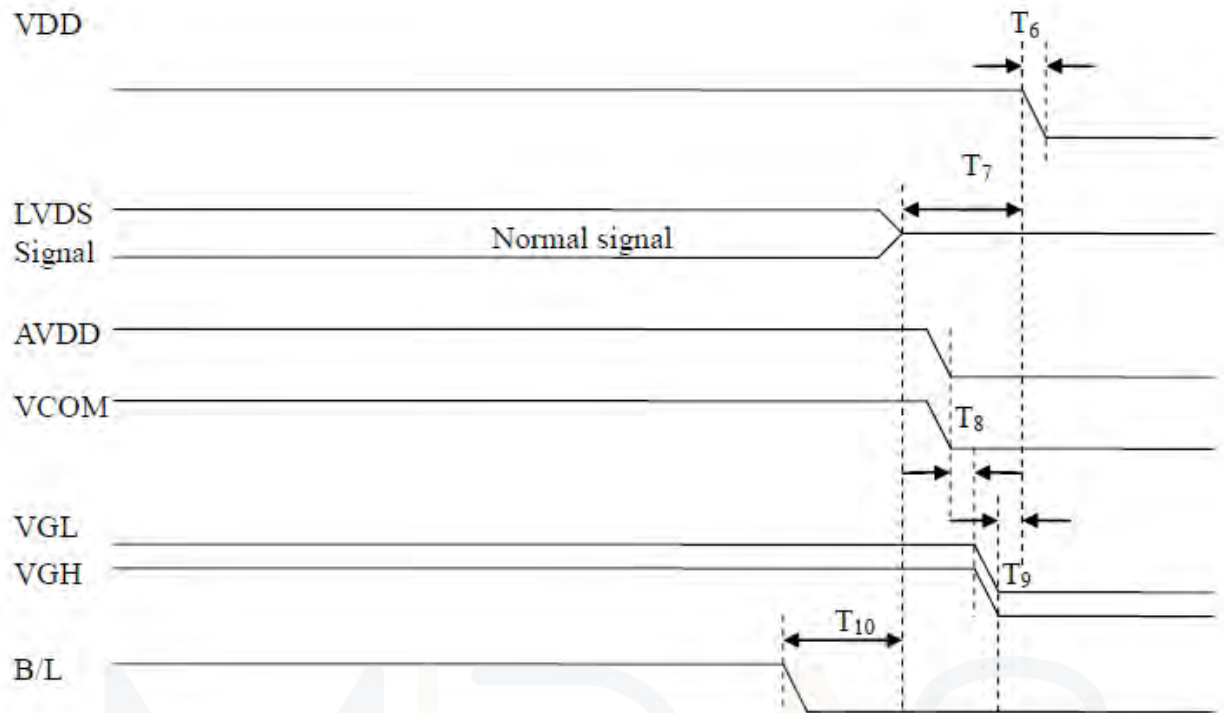 VDD
T6
T7
LVDS
Signal
Normal signal
AVDD
VCOM
T8
VGL
VGH
T9
T10
B/L